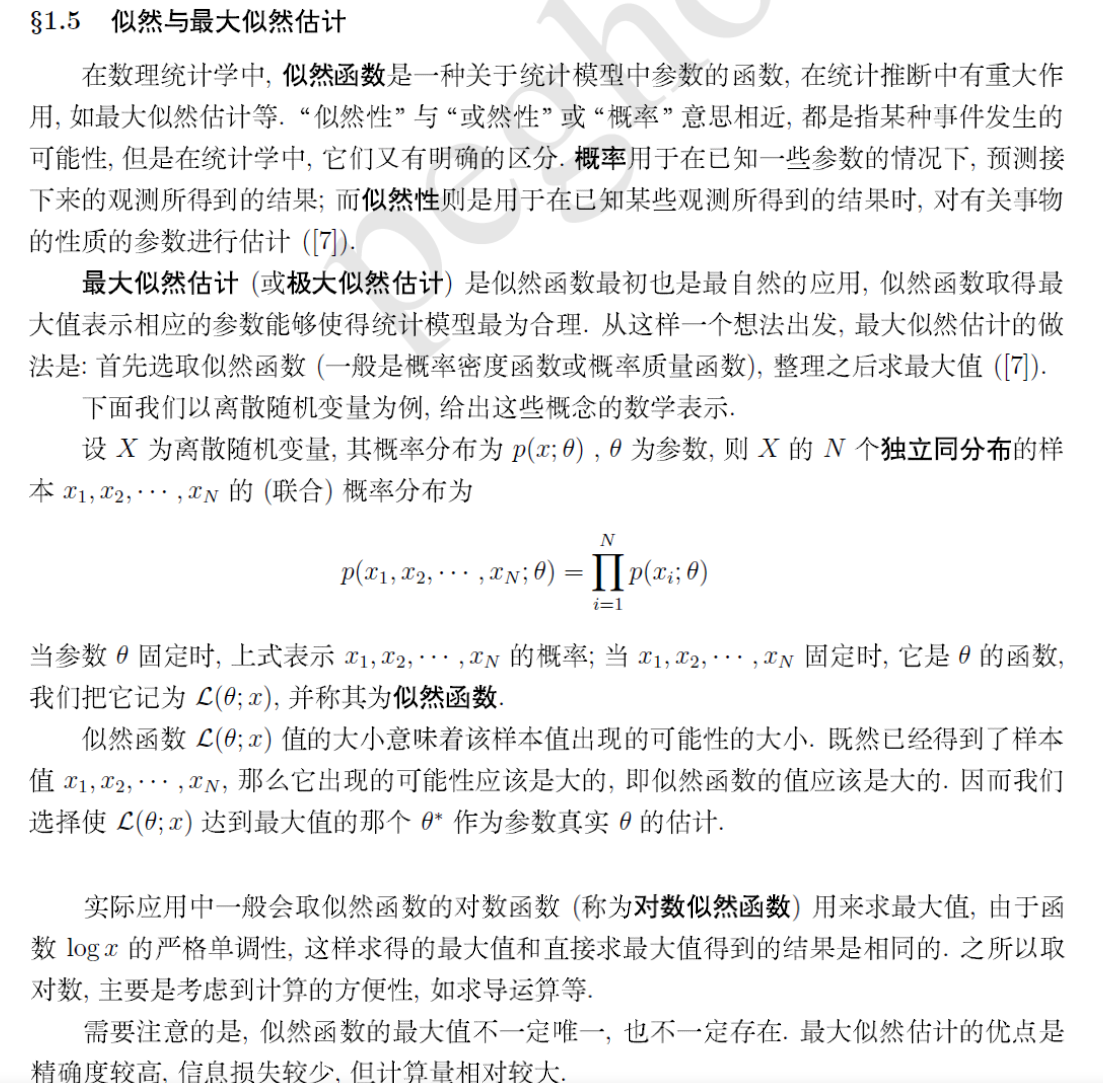 §1.5 似然与最大似然估计
在数理统计学中, 似然函数是一种关于统计模型中参数的函数, 在统计推断中有重大作
用, 如最大似然估计等. “似然性” 与 “或然性” 或 “概率” 意思相近, 都是指某种事件发生的
可能性, 但是在统计学中, 它们又有明确的区分. 概率用于在已知一些参数的情况下, 预测接
下来的观测所得到的结果; 而似然性则是用于在已知某些观测所得到的结果时, 对有关事物
的性质的参数进行估计 ([7]).
最大似然估计 (或极大似然估计) 是似然函数最初也是最自然的应用, 似然函数取得最
大值表示相应的参数能够使得统计模型最为合理. 从这样一个想法出发, 最大似然估计的做
法是: 首先选取似然函数 (一般是概率密度函数或概率质量函数), 整理之后求最大值 ([7]).
下面我们以离散随机变量为例, 给出这些概念的数学表示.
设 X 为离散随机变量, 其概率分布为 p(x; θ) , θ 为参数, 则 X 的 N 个独立同分布的样
本 x₁, x₂, ··· , x_N 的 (联合) 概率分布为
p(x₁, x₂, ··· , x_N; θ) = ∏_{i=1}^{N} p(x_i; θ)
当参数 θ 固定时, 上式表示 x₁, x₂, ··· , x_N 的概率; 当 x₁, x₂, ··· , x_N 固定时, 它是 θ 的函数,
我们把它记为 ℒ(θ; x), 并称其为似然函数.
似然函数 ℒ(θ; x) 值的大小意味着该样本值出现的可能性的大小. 既然已经得到了样本
值 x₁, x₂, ··· , x_N, 那么它出现的可能性应该是大的, 即似然函数的值应该是大的. 因而我们
选择使 ℒ(θ; x) 达到最大值的那个 θ* 作为参数真实 θ 的估计.
实际应用中一般会取似然函数的对数函数 (称为对数似然函数) 用来求最大值, 由于函
数 log x 的严格单调性, 这样求得的最大值和直接求最大值得到的结果是相同的. 之所以取
对数, 主要是考虑到计算的方便性, 如求导运算等.
需要注意的是, 似然函数的最大值不一定唯一, 也不一定存在. 最大似然估计的优点是
精确度较高, 信息损失较少, 但计算量相对较大.